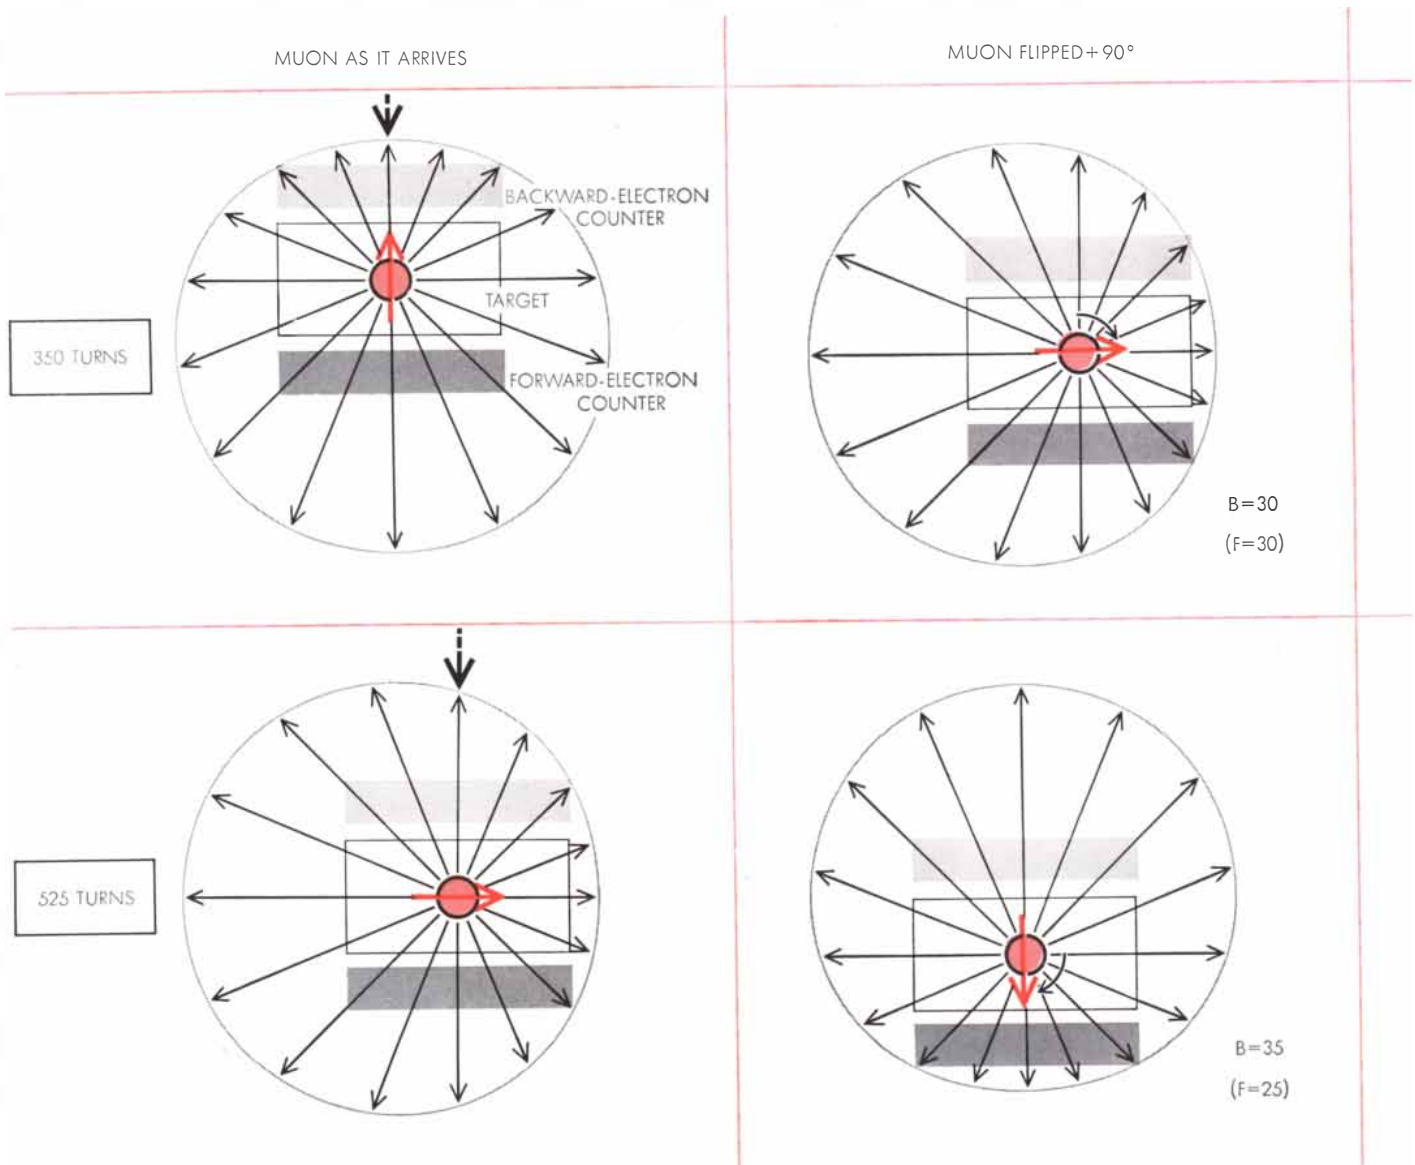 MUON AS IT ARRIVES
MUON FLIPPED+90°
BACKWARD-ELECTRON
COUNTER
TARGET
350 TURNS
FORWARD-ELECTRON
COUNTER
B=30
(F=30)
525 TURNS
B=35
(F=25)